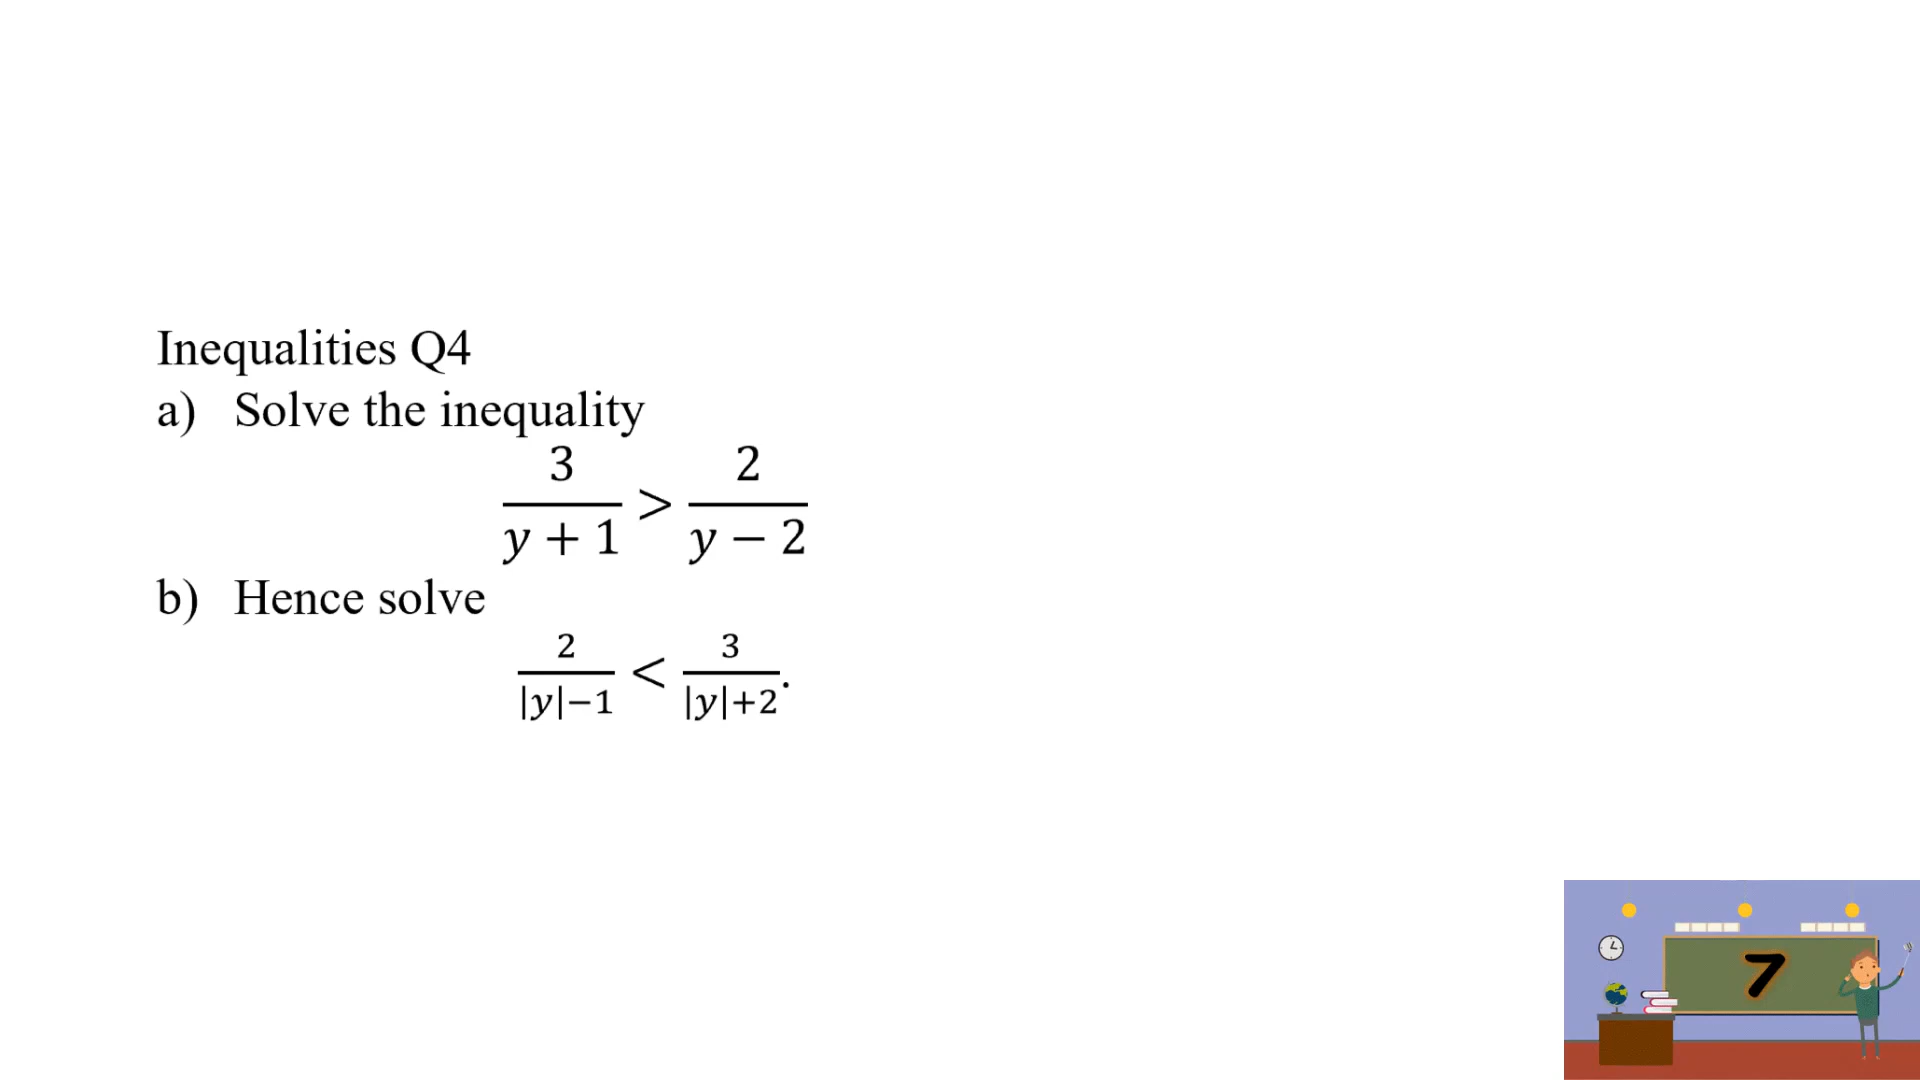 Inequalities Q4
a) Solve the inequality
3/(y + 1) > 2/(y − 2)
b) Hence solve
2/(|y|−1) < 3/(|y|+2).
7